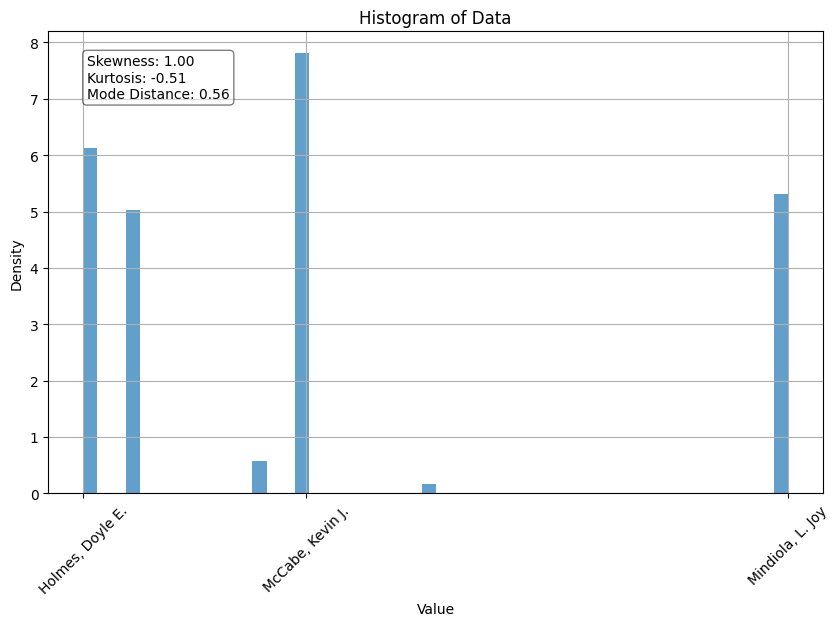 Histogram of Data
8
7
6
5
4
3
2
1
0
Skewness: 1.00
Kurtosis: -0.51
Mode Distance: 0.56
Density
Holmes, Doyle E.
McCabe, Kevin J.
Mindiola, L. Joy
Value